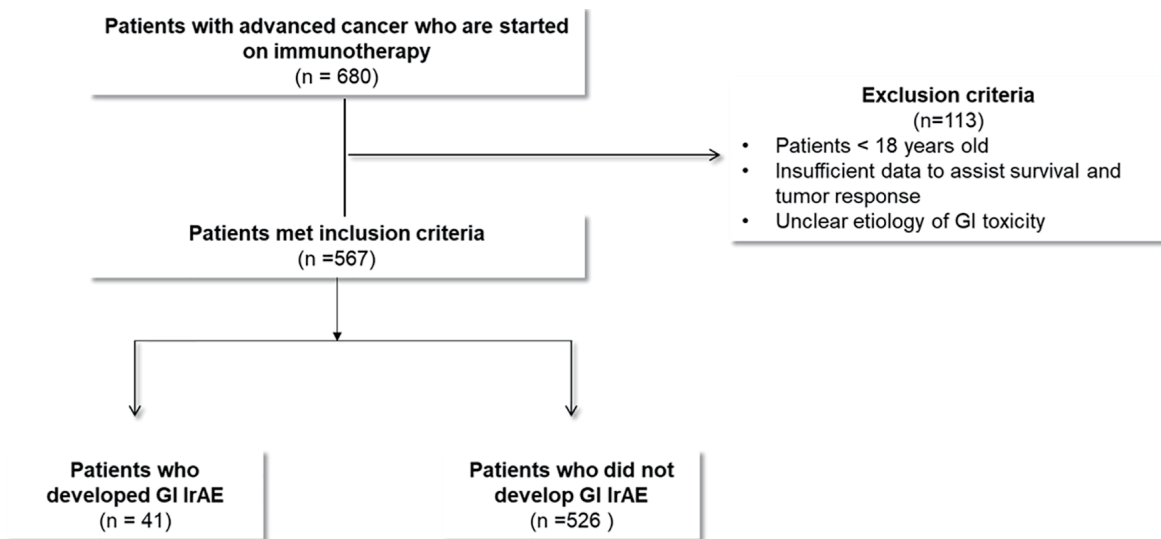 Patients with advanced cancer who are started
on immunotherapy
(n = 680)
Exclusion criteria
(n=113)
• Patients < 18 years old
• Insufficient data to assist survival and
tumor response
• Unclear etiology of GI toxicity
Patients met inclusion criteria
(n =567)
Patients who
developed GI IrAE
(n = 41)
Patients who did not
develop GI IrAE
(n =526 )